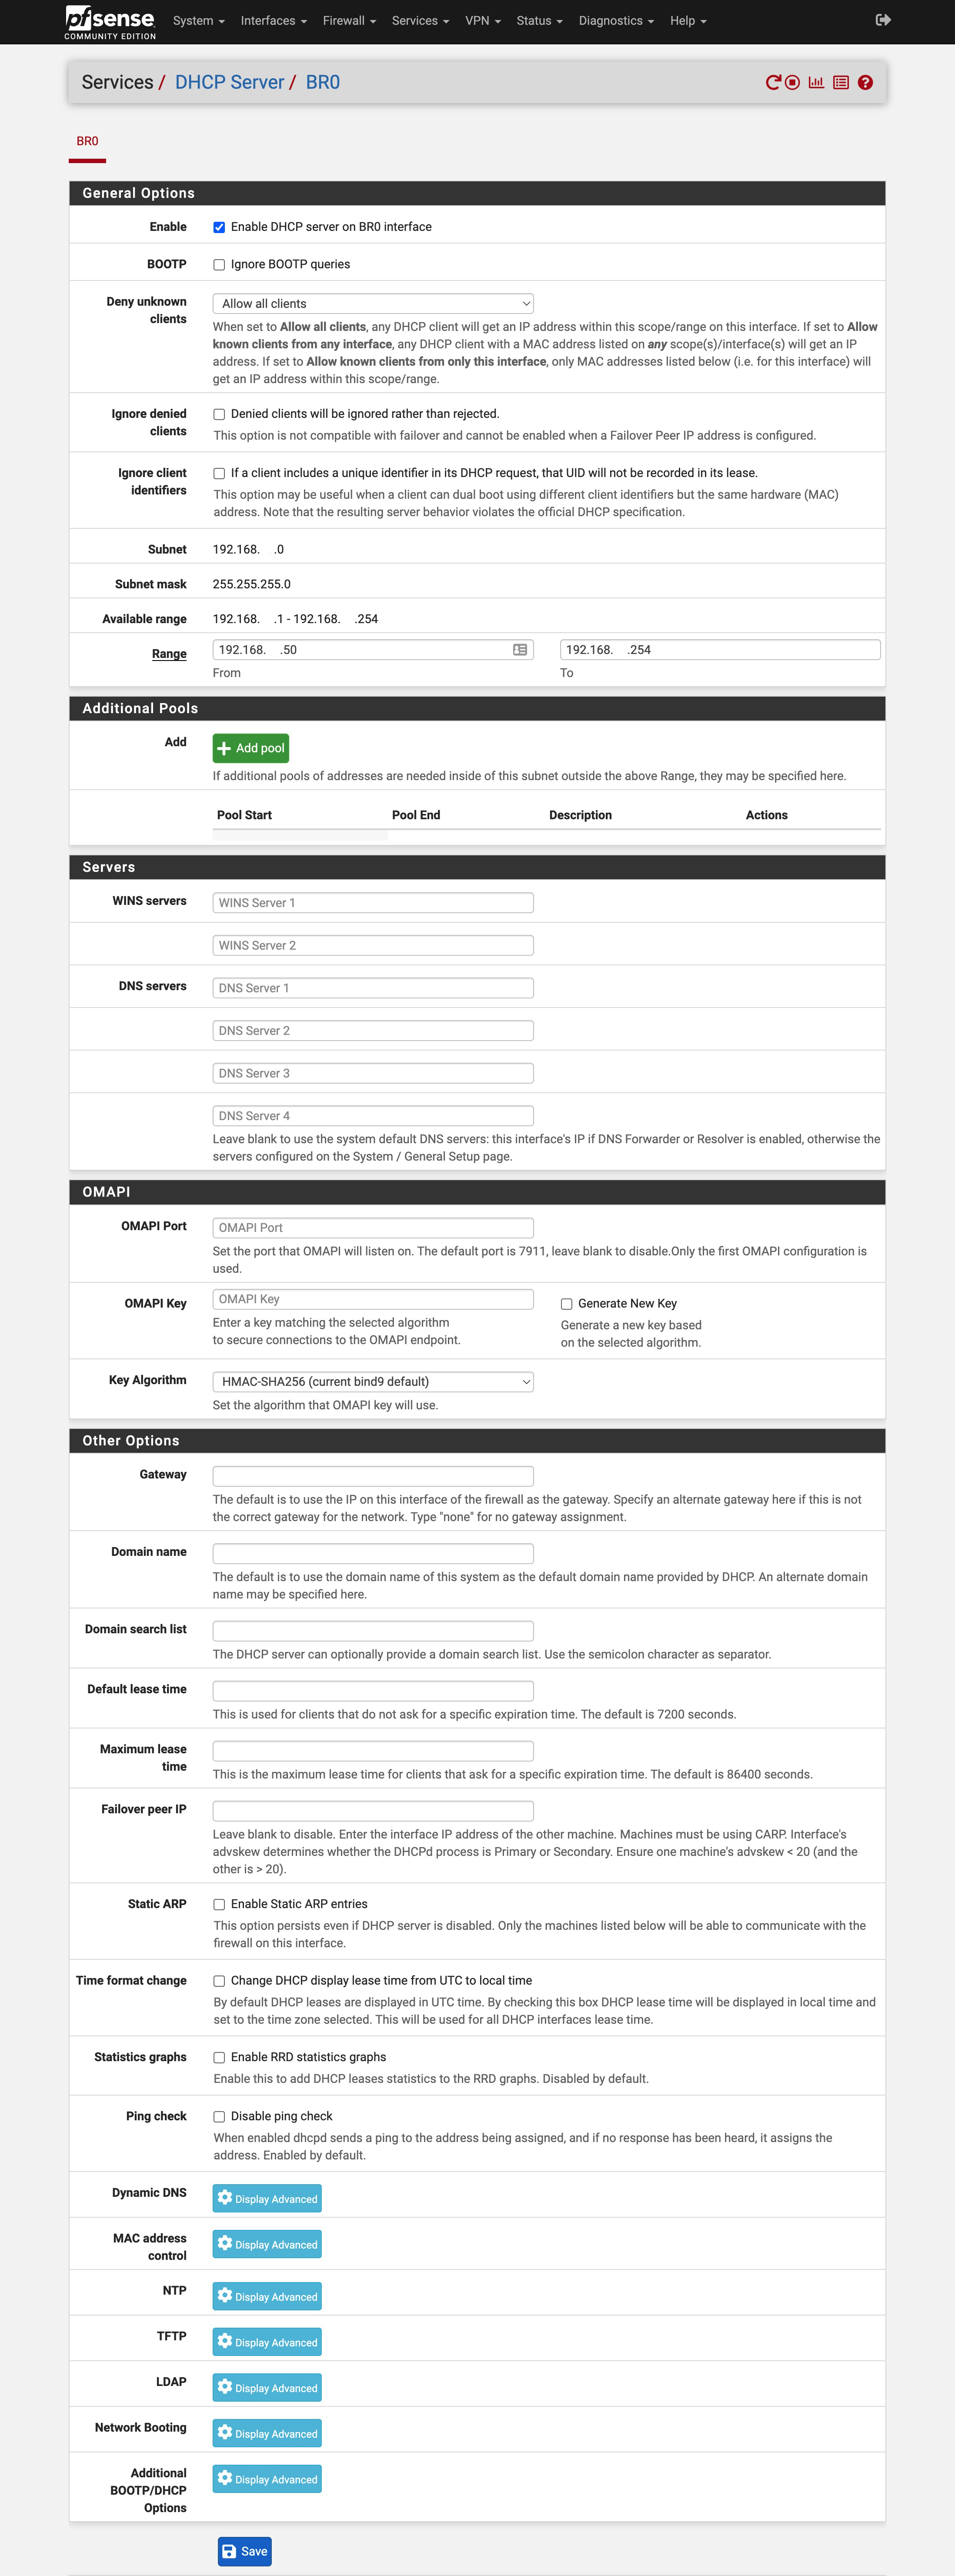 pfsense
COMMUNITY EDITION
System Interfaces Firewall Services VPN Status Diagnostics Help
Services / DHCP Server / BR0
BR0
General Options
Enable Enable DHCP server on BR0 interface
BOOTP Ignore BOOTP queries
Deny unknown clients Allow all clients
When set to Allow all clients, any DHCP client will get an IP address within this scope/range on this interface. If set to Allow
known clients from any interface, any DHCP client with a MAC address listed on any scope(s)/interface(s) will get an IP
address. If set to Allow known clients from only this interface, only MAC addresses listed below (i.e. for this interface) will
get an IP address within this scope/range.
Ignore denied clients Denied clients will be ignored rather than rejected.
This option is not compatible with failover and cannot be enabled when a Failover Peer IP address is configured.
Ignore client identifiers If a client includes a unique identifier in its DHCP request, that UID will not be recorded in its lease.
This option may be useful when a client can dual boot using different client identifiers but the same hardware (MAC)
address. Note that the resulting server behavior violates the official DHCP specification.
Subnet 192.168. .0
Subnet mask 255.255.255.0
Available range 192.168. .1 - 192.168. .254
Range 192.168. .50 192.168. .254
From To
Additional Pools
Add Add pool
If additional pools of addresses are needed inside of this subnet outside the above Range, they may be specified here.
Pool Start Pool End Description Actions
Servers
WINS servers WINS Server 1
WINS Server 2
DNS servers DNS Server 1
DNS Server 2
DNS Server 3
DNS Server 4
Leave blank to use the system default DNS servers: this interface's IP if DNS Forwarder or Resolver is enabled, otherwise the
servers configured on the System / General Setup page.
OMAPI
OMAPI Port OMAPI Port
Set the port that OMAPI will listen on. The default port is 7911, leave blank to disable.Only the first OMAPI configuration is
used.
OMAPI Key OMAPI Key Generate New Key
Enter a key matching the selected algorithm
to secure connections to the OMAPI endpoint.
Generate a new key based
on the selected algorithm.
Key Algorithm HMAC-SHA256 (current bind9 default)
Set the algorithm that OMAPI key will use.
Other Options
Gateway
The default is to use the IP on this interface of the firewall as the gateway. Specify an alternate gateway here if this is not
the correct gateway for the network. Type "none" for no gateway assignment.
Domain name
The default is to use the domain name of this system as the default domain name provided by DHCP. An alternate domain
name may be specified here.
Domain search list
The DHCP server can optionally provide a domain search list. Use the semicolon character as separator.
Default lease time
This is used for clients that do not ask for a specific expiration time. The default is 7200 seconds.
Maximum lease time
This is the maximum lease time for clients that ask for a specific expiration time. The default is 86400 seconds.
Failover peer IP
Leave blank to disable. Enter the interface IP address of the other machine. Machines must be using CARP. Interface's
advskew determines whether the DHCPd process is Primary or Secondary. Ensure one machine's advskew < 20 (and the
other is > 20).
Static ARP Enable Static ARP entries
This option persists even if DHCP server is disabled. Only the machines listed below will be able to communicate with the
firewall on this interface.
Time format change Change DHCP display lease time from UTC to local time
By default DHCP leases are displayed in UTC time. By checking this box DHCP lease time will be displayed in local time and
set to the time zone selected. This will be used for all DHCP interfaces lease time.
Statistics graphs Enable RRD statistics graphs
Enable this to add DHCP leases statistics to the RRD graphs. Disabled by default.
Ping check Disable ping check
When enabled dhcpd sends a ping to the address being assigned, and if no response has been heard, it assigns the
address. Enabled by default.
Dynamic DNS Display Advanced
MAC address control Display Advanced
NTP Display Advanced
TFTP Display Advanced
LDAP Display Advanced
Network Booting Display Advanced
Additional BOOTP/DHCP Options Display Advanced
Save